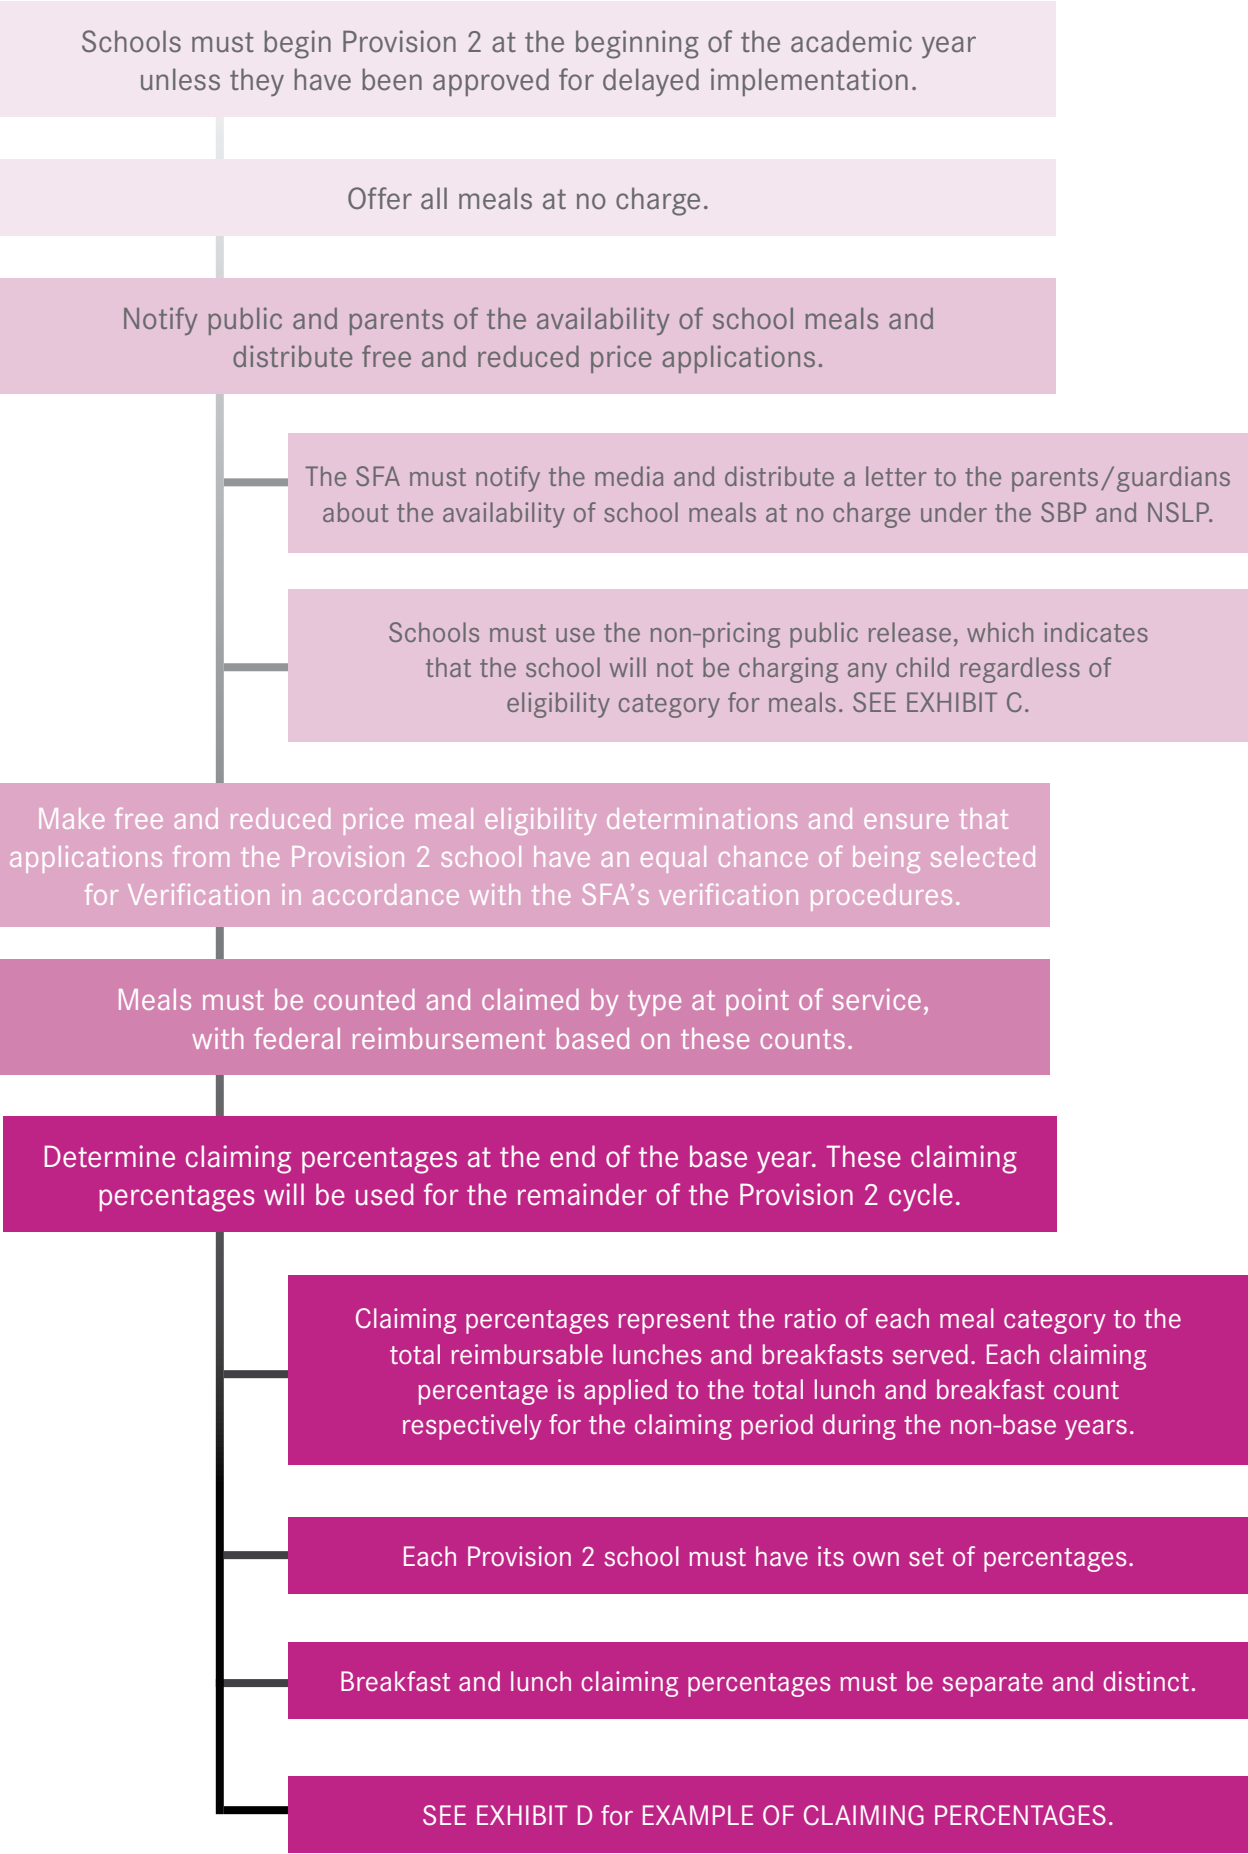 Schools must begin Provision 2 at the beginning of the academic year
unless they have been approved for delayed implementation.
Offer all meals at no charge.
Notify public and parents of the availability of school meals and
distribute free and reduced price applications.
The SFA must notify the media and distribute a letter to the parents/guardians
about the availability of school meals at no charge under the SBP and NSLP.
Schools must use the non-pricing public release, which indicates
that the school will not be charging any child regardless of
eligibility category for meals. SEE EXHIBIT C.
Make free and reduced price meal eligibility determinations and ensure that
applications from the Provision 2 school have an equal chance of being selected
for Verification in accordance with the SFA's verification procedures.
Meals must be counted and claimed by type at point of service,
with federal reimbursement based on these counts.
Determine claiming percentages at the end of the base year. These claiming
percentages will be used for the remainder of the Provision 2 cycle.
Claiming percentages represent the ratio of each meal category to the
total reimbursable lunches and breakfasts served. Each claiming
percentage is applied to the total lunch and breakfast count
respectively for the claiming period during the non-base years.
Each Provision 2 school must have its own set of percentages.
Breakfast and lunch claiming percentages must be separate and distinct.
SEE EXHIBIT D for EXAMPLE OF CLAIMING PERCENTAGES.